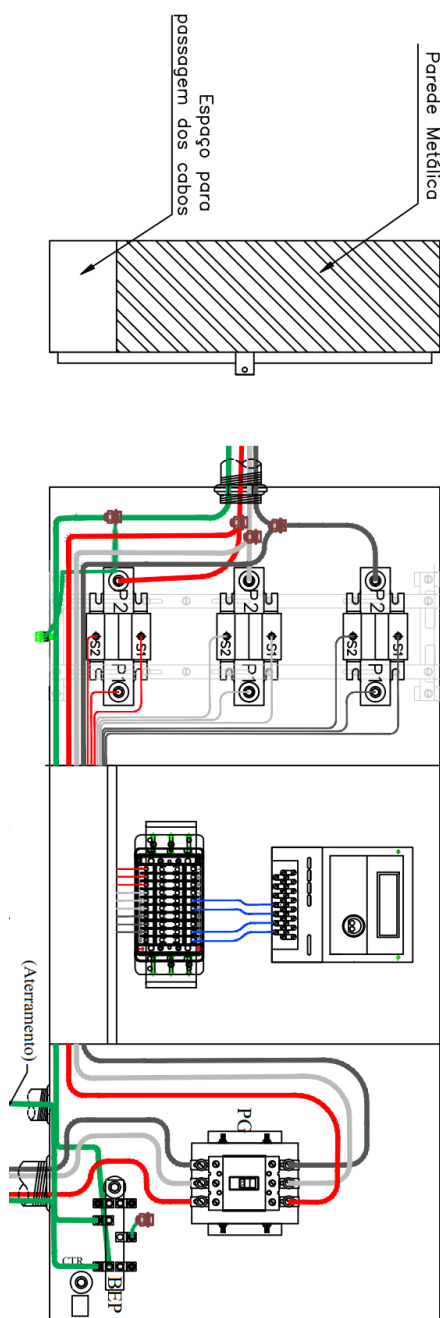 Parede Metálica
Espaço para
passagem dos cabos
P2
P2
P2
S2
S1
S2
S1
S2
S1
P1
P1
P1
(Aterramento)
PG
BEP
CTR